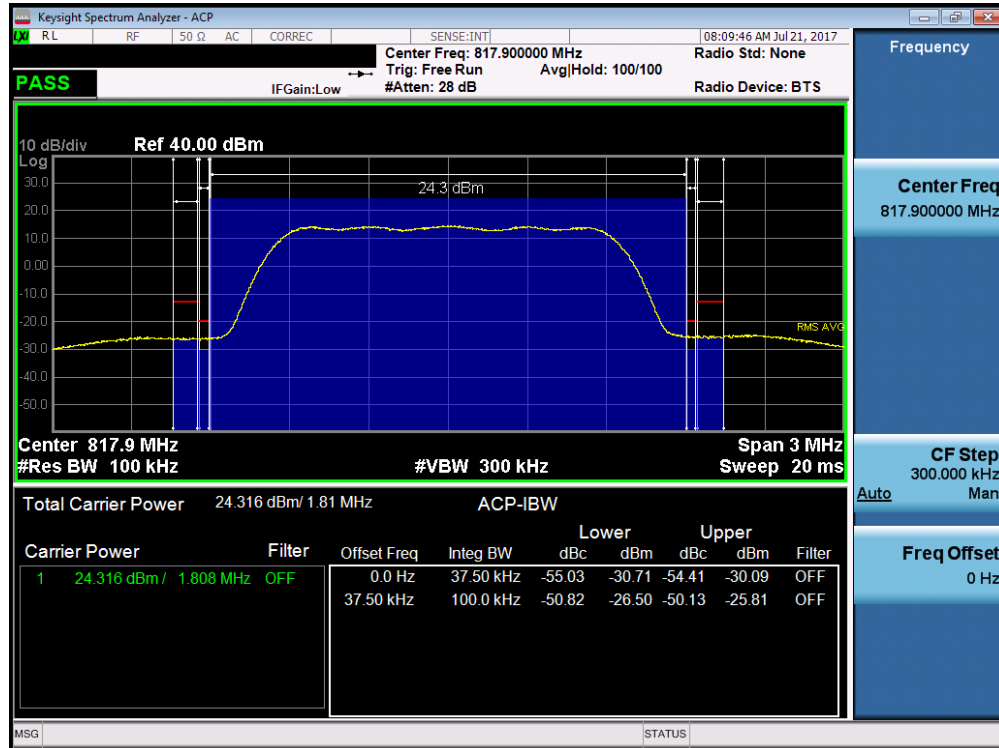 Keysight Spectrum Analyzer - ACP
LXI RL RF 50 Ω AC CORREC SENSE:INT 08:09:46 AM Jul 21, 2017
Center Freq: 817.900000 MHz Radio Std: None
Trig: Free Run Avg|Hold: 100/100
PASS IFGain:Low #Atten: 28 dB Radio Device: BTS
10 dB/div Ref 40.00 dBm
Log
30.0
24.3 dBm
20.0
10.0
0.00
-10.0
-20.0
RMS AVG
-30.0
-40.0
-50.0
Center 817.9 MHz Span 3 MHz
#Res BW 100 kHz #VBW 300 kHz Sweep 20 ms
Total Carrier Power 24.316 dBm/ 1.81 MHz ACP-IBW
Lower Upper
Carrier Power Filter Offset Freq Integ BW dBc dBm dBc dBm Filter
1 24.316 dBm / 1.808 MHz OFF 0.0 Hz 37.50 kHz -55.03 -30.71 -54.41 -30.09 OFF
37.50 kHz 100.0 kHz -50.82 -26.50 -50.13 -25.81 OFF
MSG STATUS
Frequency
Center Freq
817.900000 MHz
CF Step
300.000 kHz
Auto Man
Freq Offset
0 Hz